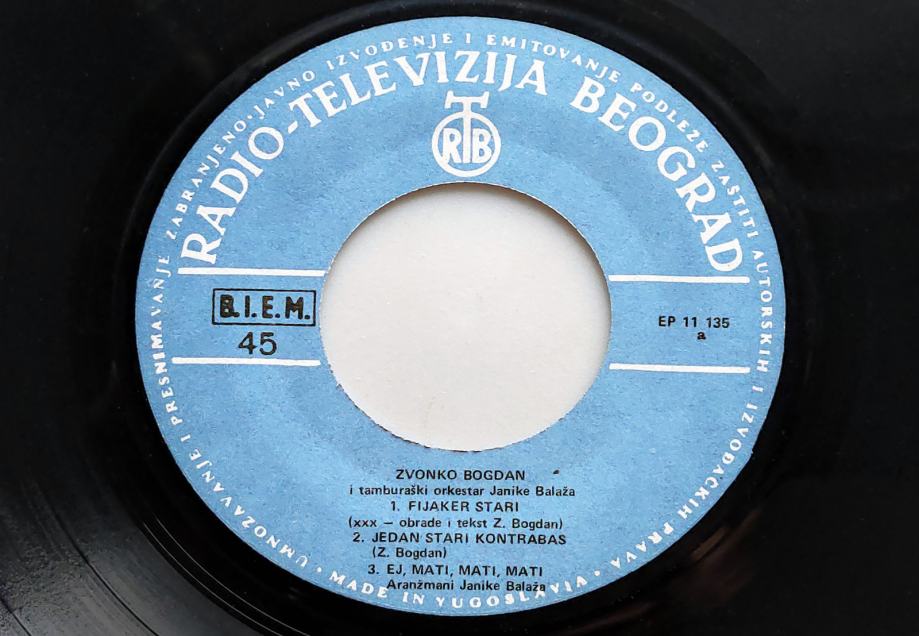 UMNOŽAVANJE I PRESNIMAVANJE ZABRANJENO • JAVNO IZVOĐENJE I EMITOVANJE PODLEŽE ZAŠTITI AUTORSKIH I IZVOĐAČKIH PRAVA • MADE IN YUGOSLAVIA •
RADIO-TELEVIZIJA BEOGRAD
RTB
B.I.E.M.
45
EP 11 135
a
ZVONKO BOGDAN
i tamburaški orkestar Janike Balaža
1. FIJAKER STARI
(xxx — obrade i tekst Z. Bogdan)
2. JEDAN STARI KONTRABAS
(Z. Bogdan)
3. EJ, MATI, MATI, MATI
Aranžmani Janike Balaža